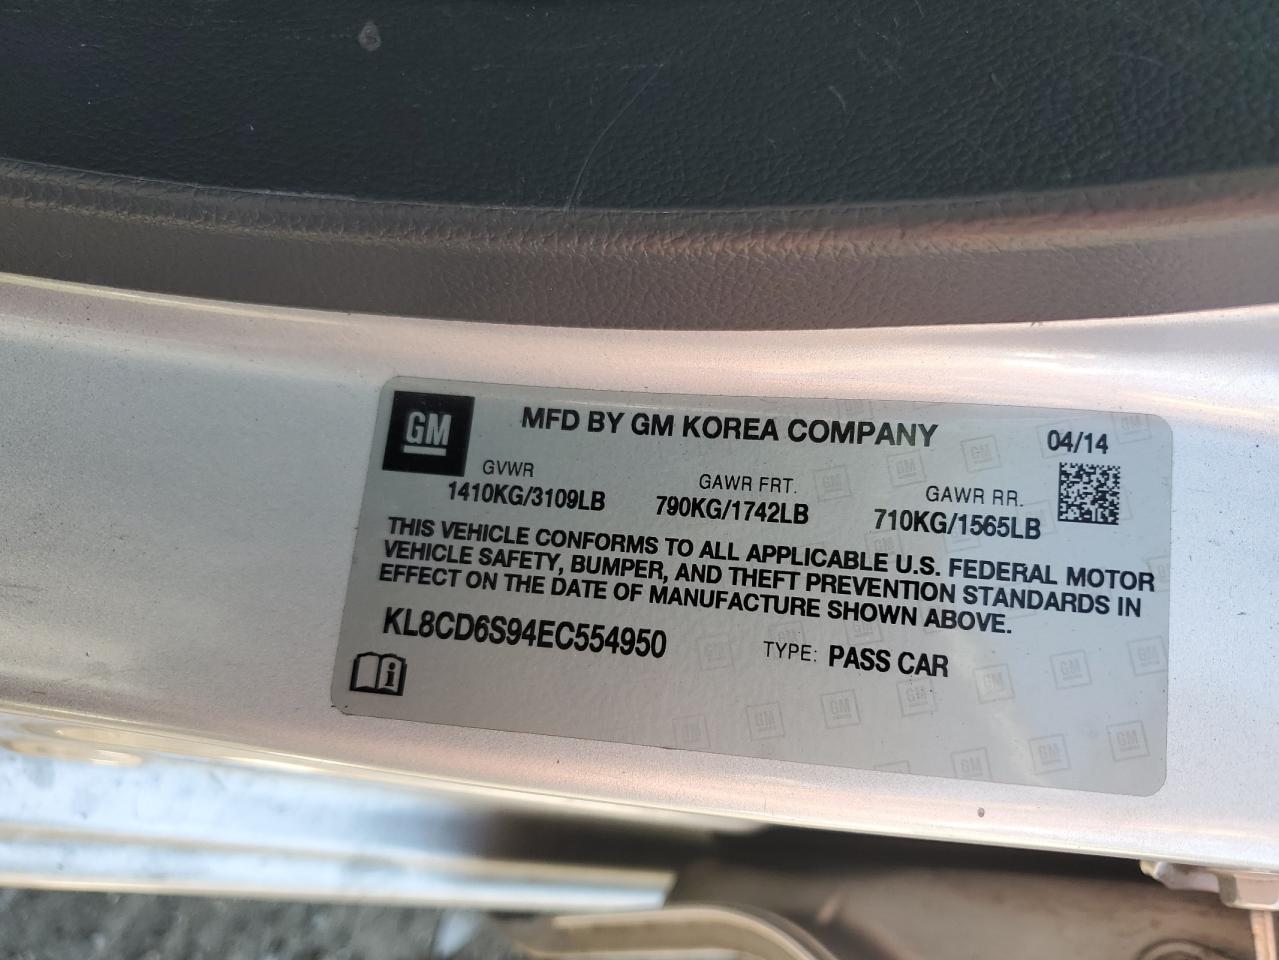 GM MFD BY GM KOREA COMPANY 04/14
GVWR GAWR FRT. GAWR RR.
1410KG/3109LB 790KG/1742LB 710KG/1565LB
THIS VEHICLE CONFORMS TO ALL APPLICABLE U.S. FEDERAL MOTOR
VEHICLE SAFETY, BUMPER, AND THEFT PREVENTION STANDARDS IN
EFFECT ON THE DATE OF MANUFACTURE SHOWN ABOVE.
KL8CD6S94EC554950 TYPE: PASS CAR